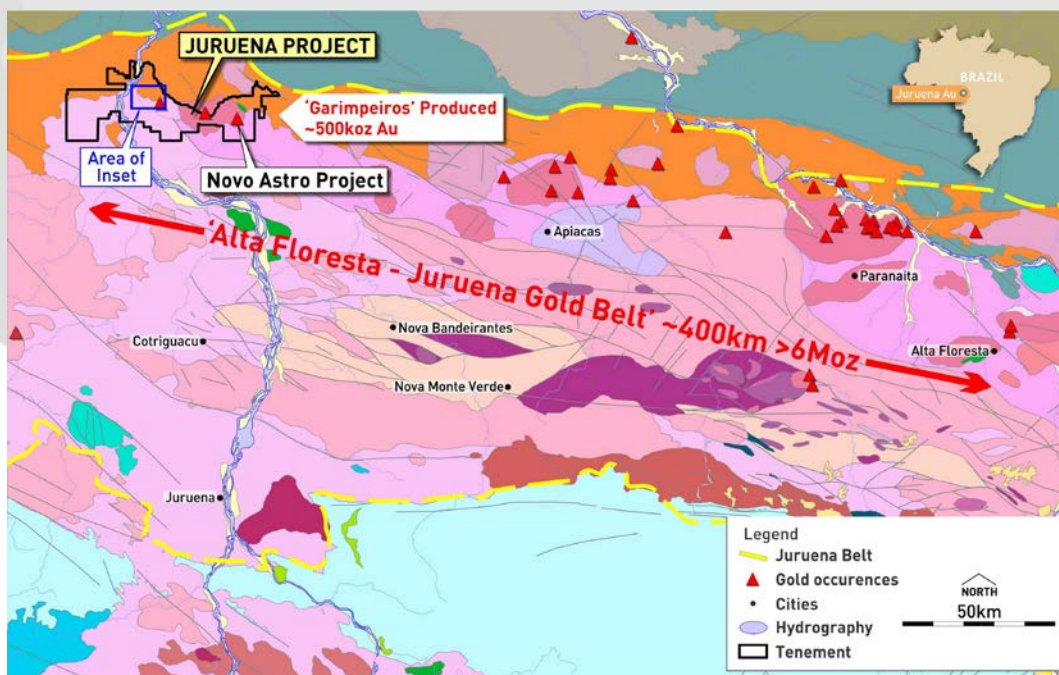 JURUENA PROJECT
'Garimpeiros' Produced
~500koz Au
Area of
Inset
Novo Astro Project
BRAZIL
Juruena Au
'Alta Floresta - Juruena Gold Belt' ~400km >6Moz
Apiacas
Paranaita
Nova Bandeirantes
Cotriguacu
Alta Floresta
Nova Monte Verde
Juruena
Legend
Juruena Belt
Gold occurences
Cities
Hydrography
Tenement
NORTH
50km